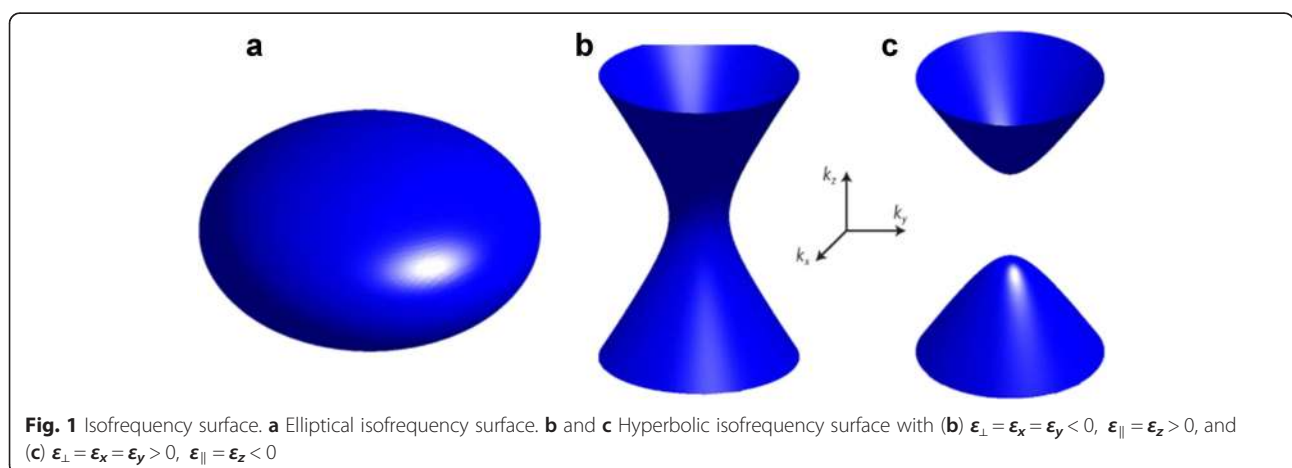 a
b
c
k_z
k_y
k_x
Fig. 1 Isofrequency surface. a Elliptical isofrequency surface. b and c Hyperbolic isofrequency surface with (b) ε⊥ = εx = εy < 0, ε∥ = εz > 0, and
(c) ε⊥ = εx = εy > 0, ε∥ = εz < 0